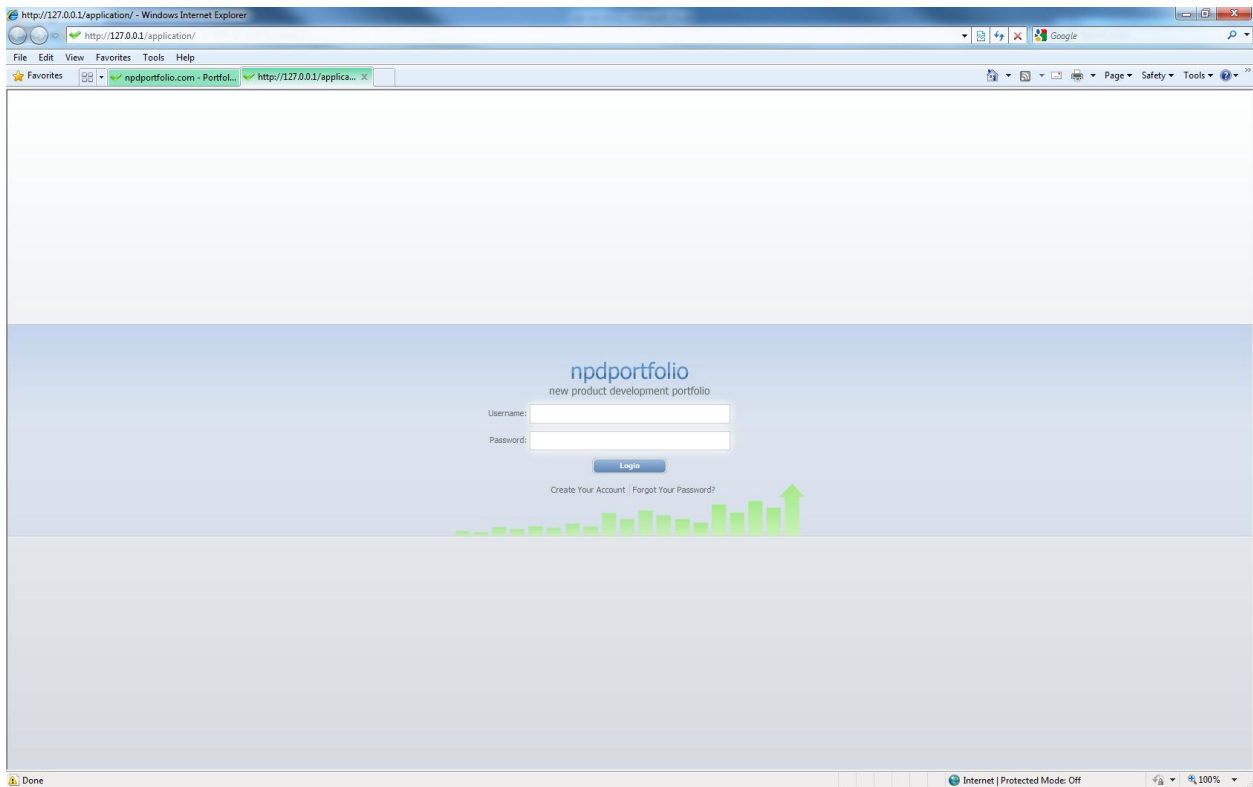 http://127.0.0.1/application/ - Windows Internet Explorer
http://127.0.0.1/application/
Google
File Edit View Favorites Tools Help
Favorites npdportfolio.com - Portfol... http://127.0.0.1/applica... Page Safety Tools
npdportfolio
new product development portfolio
Username:
Password:
Login
Create Your Account | Forgot Your Password?
Done Internet | Protected Mode: Off 100%